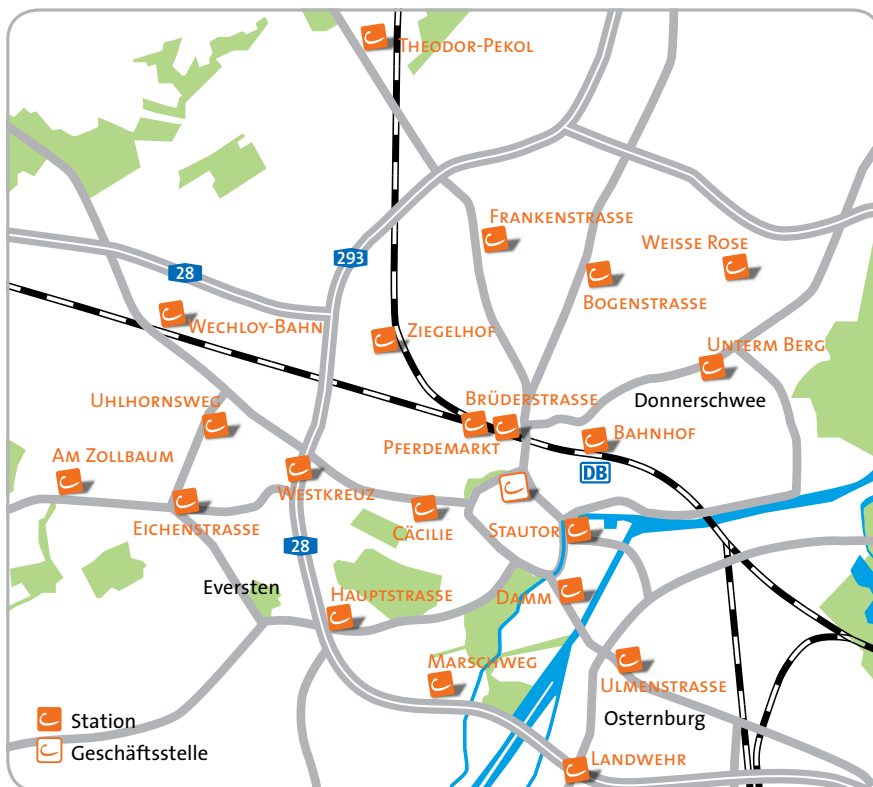 Theodor-Pekol
Frankenstrasse
Weisse Rose
293
28
Bogenstrasse
Wechloy-Bahn
Ziegelhof
Unterm Berg
Brüderstrasse
Donnerschwee
Uhlhornsweg
Pferdemarkt
Bahnhof
Am Zollbaum
Westkreuz
DB
Eichenstrasse
Cäcilie
Stautor
28
Eversten
Hauptstrasse
Damm
Marschweg
Ulmenstrasse
Osternburg
Station
Geschäftsstelle
Landwehr